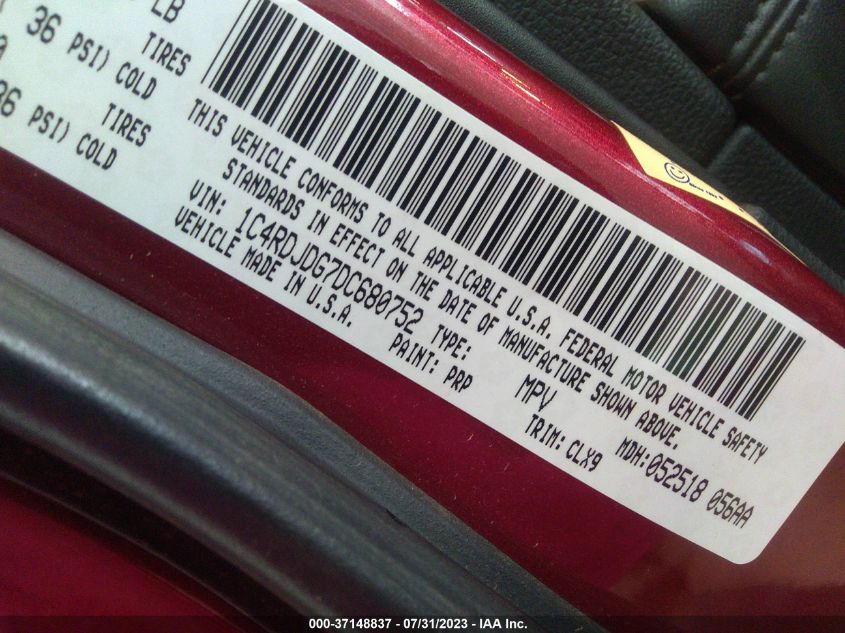 LB
36 PSI) COLD
TIRES
36 PSI) COLD
TIRES
THIS VEHICLE CONFORMS TO ALL APPLICABLE U.S.A. FEDERAL MOTOR VEHICLE SAFETY
STANDARDS IN EFFECT ON THE DATE OF MANUFACTURE SHOWN ABOVE.
VIN: 1C4RDJDG7DC680752 TYPE: MPV MDH:052518 056AA
VEHICLE MADE IN U.S.A. PAINT: PRP TRIM: CLX9
000-37148837 - 07/31/2023 - IAA Inc.